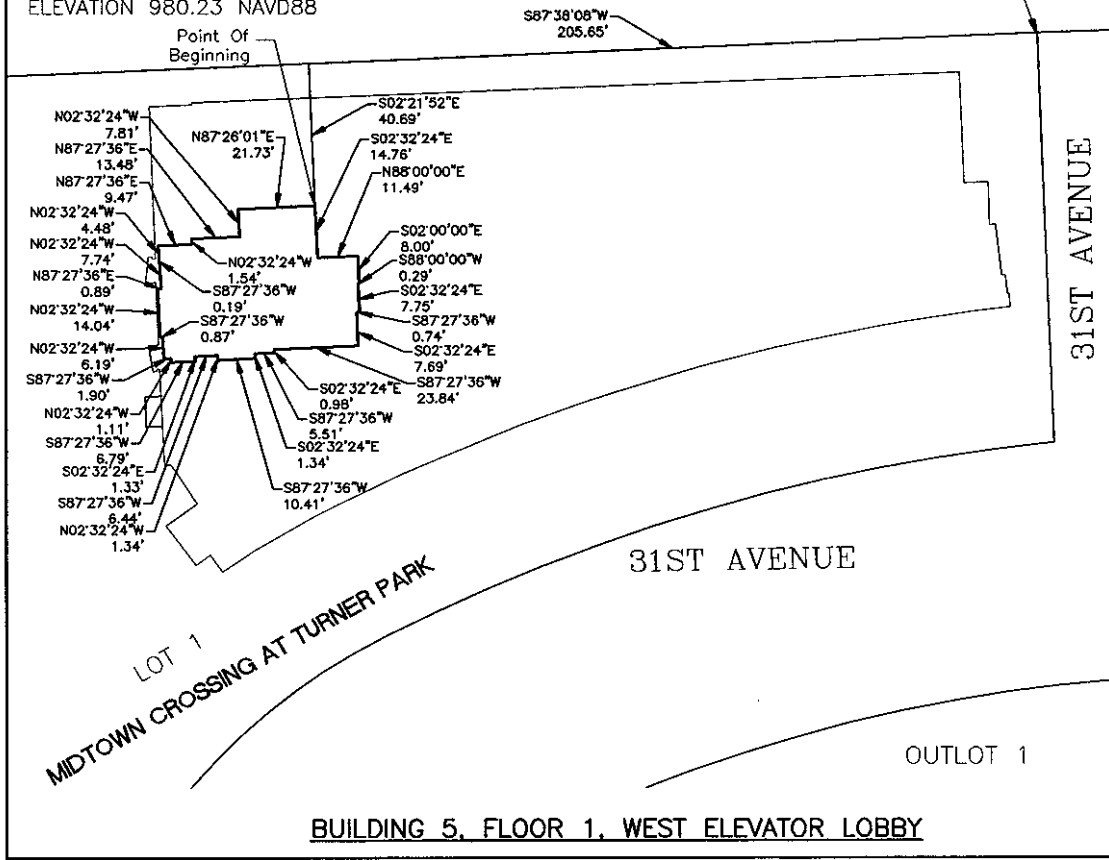 ELEVATION 980.23 NAVD88
S87°38'08"W
205.65'
Point Of
Beginning
S02°21'52"E
40.69'
N02°32'24"W
7.81'
N87°26'01"E
21.73'
S02°32'24"E
14.76'
N87°27'36"E
13.48'
N88°00'00"E
11.49'
N87°27'36"E
9.47'
N02°32'24"W
4.48'
S02°00'00"E
8.00'
N02°32'24"W
7.74'
N02°32'24"W
1.54'
S88°00'00"W
0.29'
N87°27'36"E
0.89'
S87°27'36"W
0.19'
S02°32'24"E
7.75'
N02°32'24"W
14.04'
S87°27'36"W
0.87'
S87°27'36"W
0.74'
N02°32'24"W
6.19'
S02°32'24"E
7.69'
S87°27'36"W
1.90'
S87°27'36"W
23.84'
S02°32'24"E
0.98'
N02°32'24"W
1.11'
S87°27'36"W
5.51'
S87°27'36"W
6.79'
S02°32'24"E
1.34'
S02°32'24"E
1.33'
S87°27'36"W
10.41'
S87°27'36"W
6.44'
N02°32'24"W
1.34'
31ST AVENUE
31ST AVENUE
LOT 1
MIDTOWN CROSSING AT TURNER PARK
OUTLOT 1
BUILDING 5, FLOOR 1, WEST ELEVATOR LOBBY